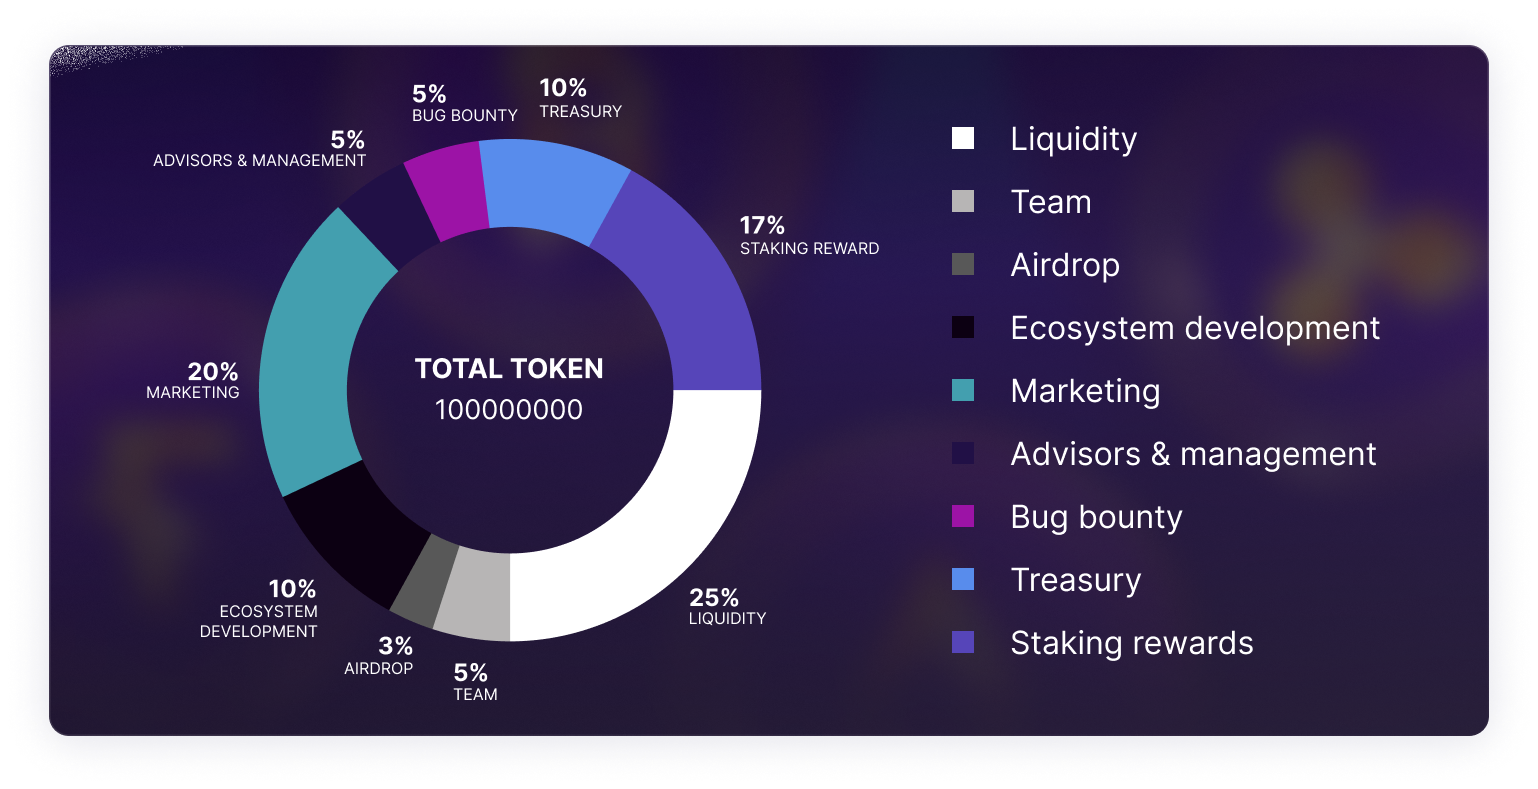 5%
BUG BOUNTY
10%
TREASURY
5%
ADVISORS & MANAGEMENT
17%
STAKING REWARD
20%
MARKETING
TOTAL TOKEN
100000000
10%
ECOSYSTEM
DEVELOPMENT
3%
AIRDROP
5%
TEAM
25%
LIQUIDITY
Liquidity
Team
Airdrop
Ecosystem development
Marketing
Advisors & management
Bug bounty
Treasury
Staking rewards